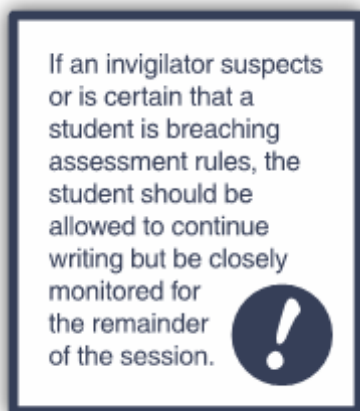 If an invigilator suspects
or is certain that a
student is breaching
assessment rules, the
student should be
allowed to continue
writing but be closely
monitored for
the remainder
of the session.
!